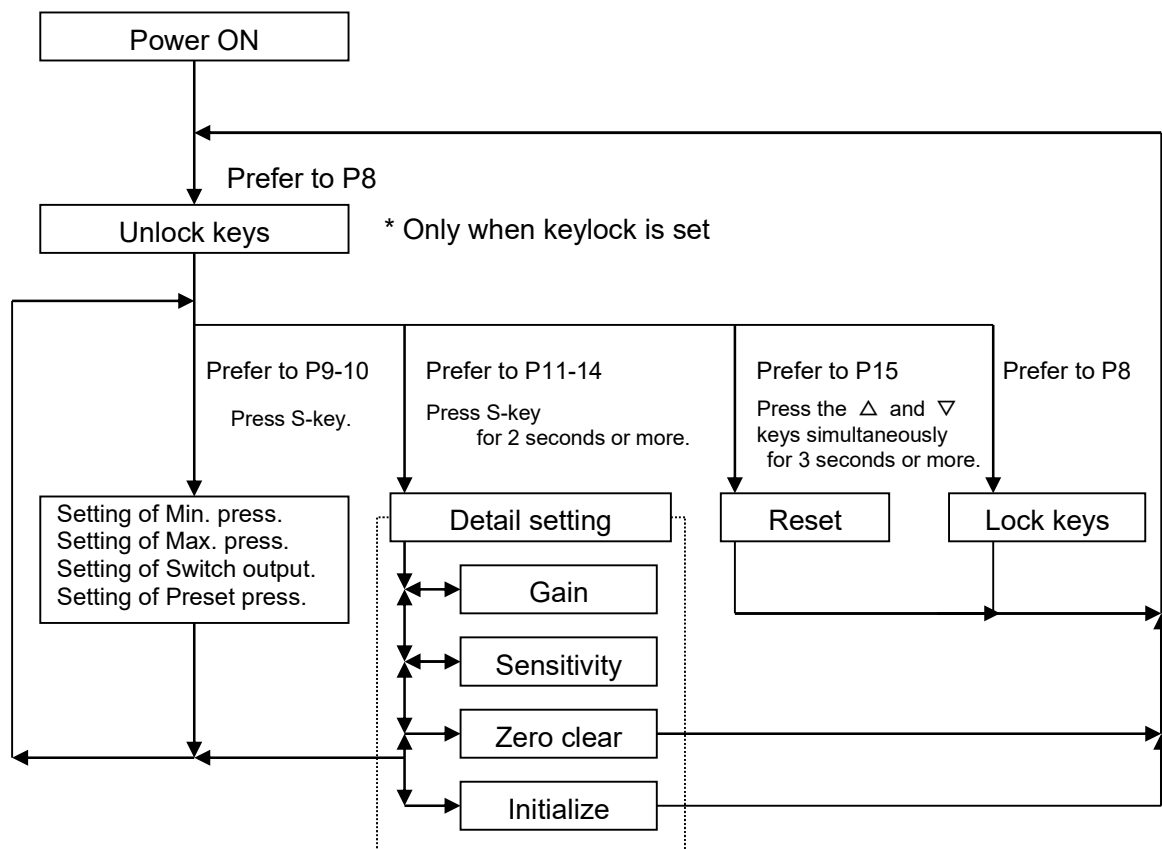 Power ON
Prefer to P8
Unlock keys
* Only when keylock is set
Prefer to P9-10
Press S-key.
Prefer to P11-14
Press S-key
for 2 seconds or more.
Prefer to P15
Press the △ and ▽
keys simultaneously
for 3 seconds or more.
Prefer to P8
Setting of Min. press.
Setting of Max. press.
Setting of Switch output.
Setting of Preset press.
Detail setting
Reset
Lock keys
Gain
Sensitivity
Zero clear
Initialize